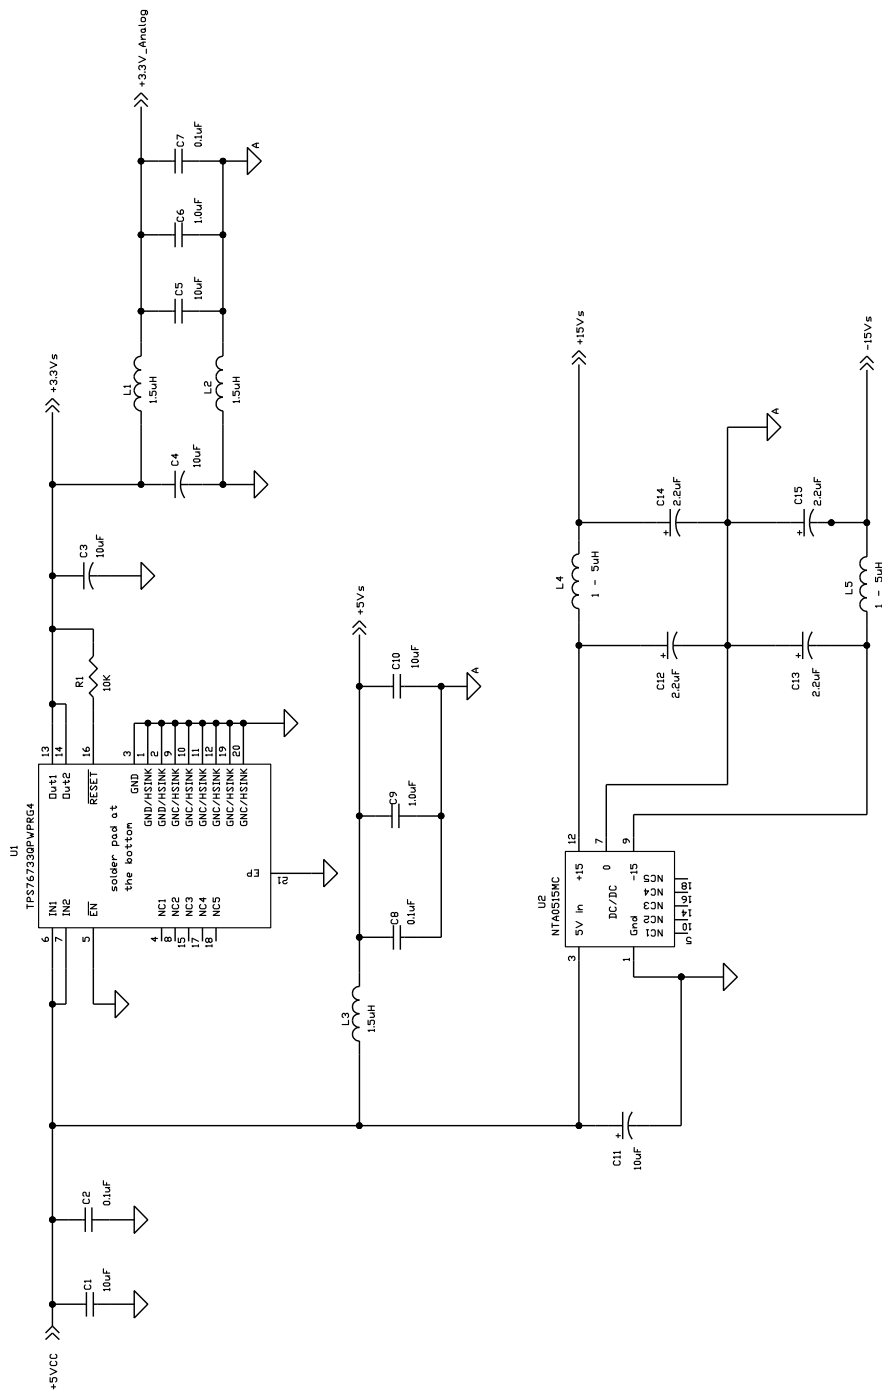 +5VCC
C1
10uF
C2
0.1uF
U1
TPS76733QPWPRG4
6
IN1
7
IN2
5
EN
4
NC1
8
NC2
15
NC3
17
NC4
18
NC5
solder pad at
the bottom
EP
21
Out1
13
Out2
14
RESET
16
GND
3
GND/HSINK
1
GND/HSINK
2
GNC/HSINK
9
GNC/HSINK
10
GNC/HSINK
11
GNC/HSINK
12
GNC/HSINK
19
GNC/HSINK
20
R1
10K
C3
10uF
+3.3Vs
C4
10uF
L1
1.5uH
L2
1.5uH
C5
10uF
C6
1.0uF
C7
0.1uF
A
+3.3V_Analog
L3
1.5uH
C8
0.1uF
C9
1.0uF
C10
10uF
A
+5Vs
C11
+
10uF
U2
NTA0515MC
3
5V in
1
Gnd
DC/DC
+15
12
0
7
-15
9
NC1
5
NC2
10
NC3
14
NC4
16
NC5
18
C12
+
2.2uF
C13
+
2.2uF
L4
1 - 5uH
L5
1 - 5uH
C14
+
2.2uF
C15
+
2.2uF
A
+15Vs
-15Vs